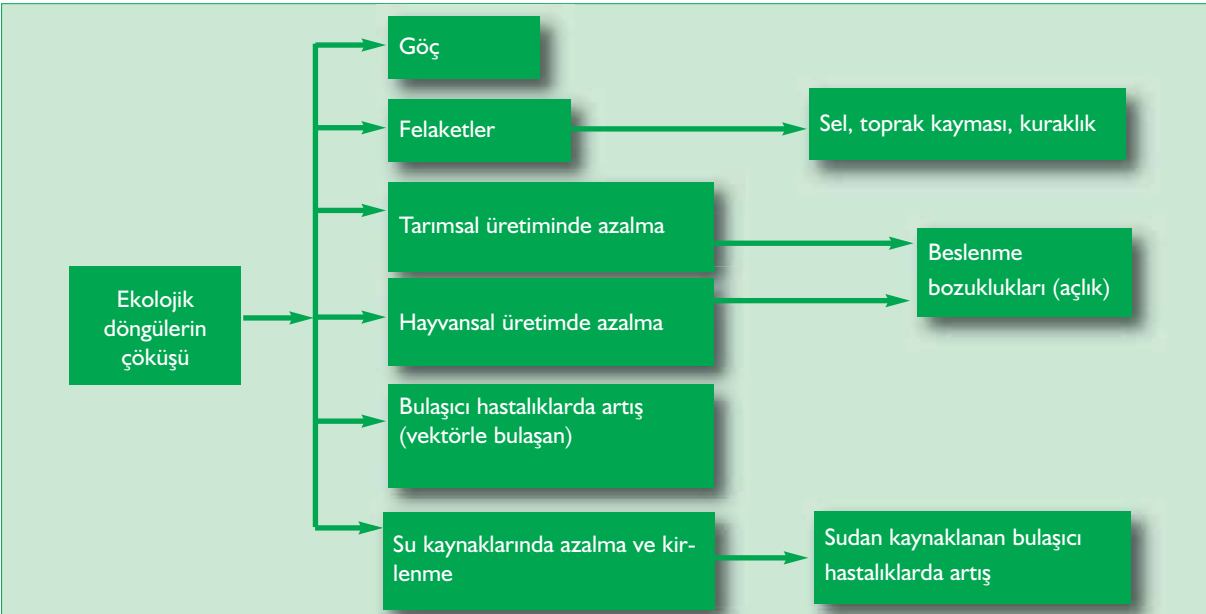 Göç
Felaketler
Sel, toprak kayması, kuraklık
Tarımsal üretiminde azalma
Beslenme
bozuklukları (açlık)
Ekolojik
döngülerin
çöküşü
Hayvansal üretimde azalma
Bulaşıcı hastalıklarda artış
(vektörle bulaşan)
Su kaynaklarında azalma ve kir-
lenme
Sudan kaynaklanan bulaşıcı
hastalıklarda artış